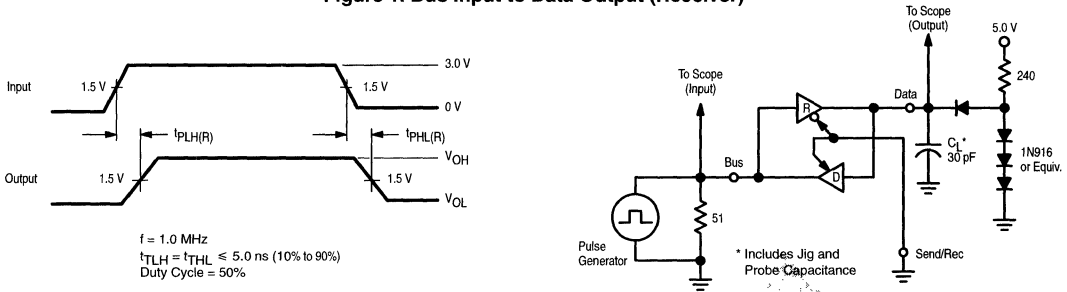 Figure 1. Bus Input to Data Output (Receiver)
Input
1.5 V
1.5 V
3.0 V
0 V
tPLH(R)
tPHL(R)
Output
1.5 V
1.5 V
VOH
VOL
f = 1.0 MHz
tTLH = tTHL ≤ 5.0 ns (10% to 90%)
Duty Cycle = 50%
To Scope
(Input)
To Scope
(Output)
5.0 V
240
Data
R
Bus
D
CL*
30 pF
1N916
or Equiv.
51
Pulse
Generator
* Includes Jig and
Probe Capacitance
Send/Rec